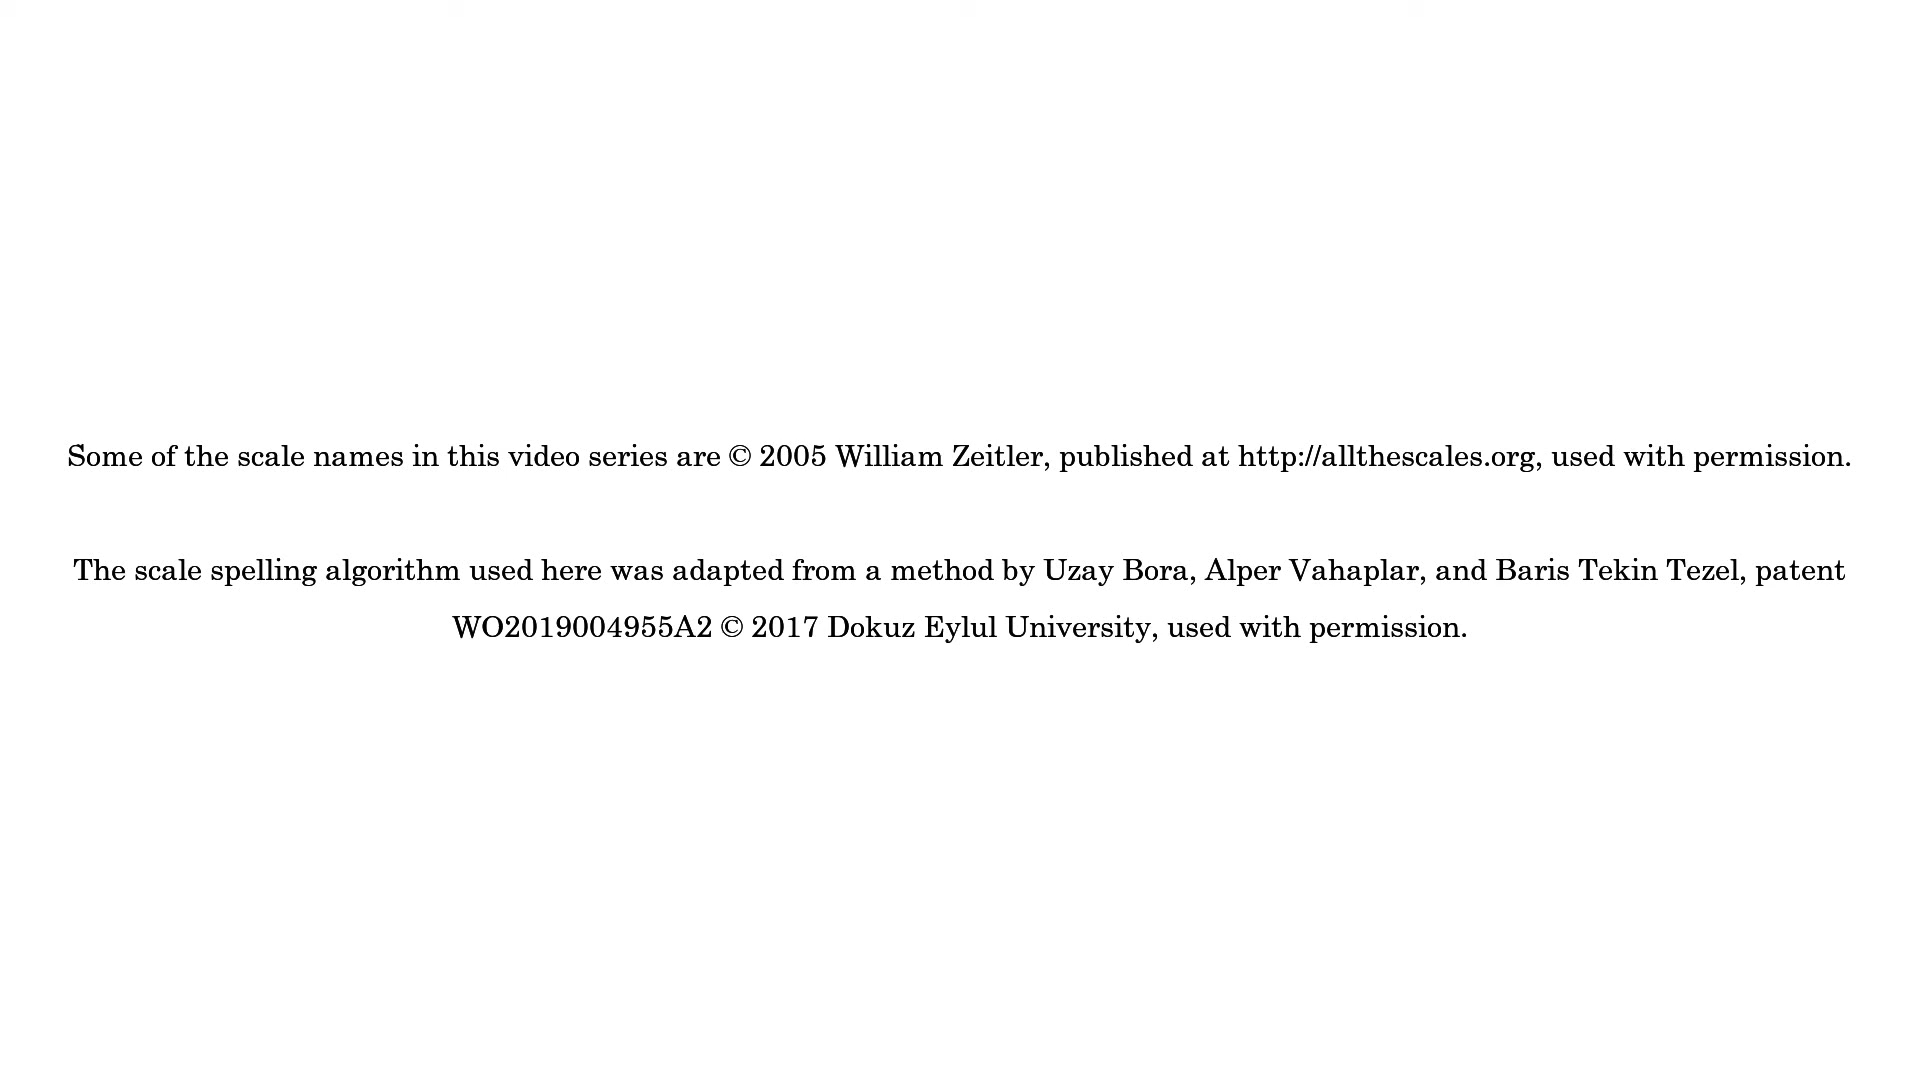 Some of the scale names in this video series are © 2005 William Zeitler, published at http://allthescales.org, used with permission.
The scale spelling algorithm used here was adapted from a method by Uzay Bora, Alper Vahaplar, and Baris Tekin Tezel, patent
WO2019004955A2 © 2017 Dokuz Eylul University, used with permission.